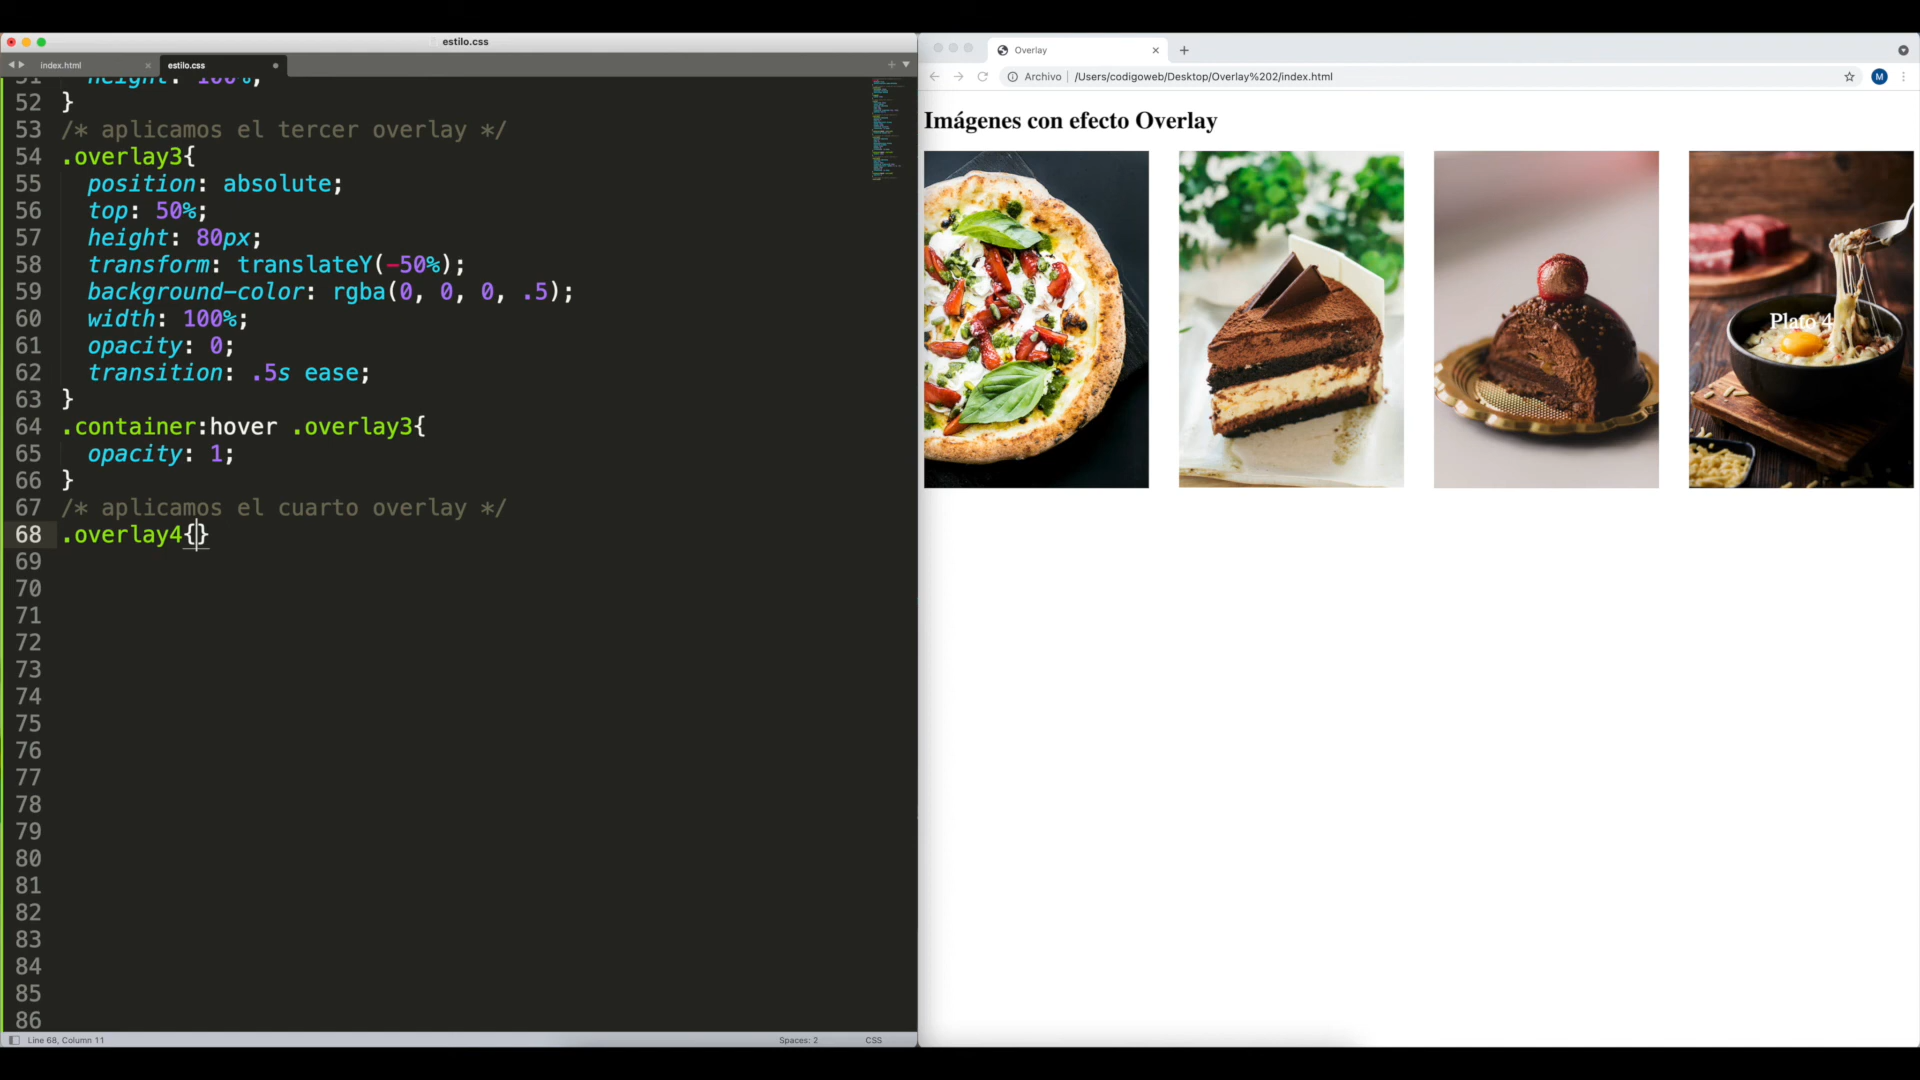 estilo.css
index.html
estilo.css
51 height: 100%;
52 }
53 /* aplicamos el tercer overlay */
54 .overlay3{
55 position: absolute;
56 top: 50%;
57 height: 80px;
58 transform: translateY(-50%);
59 background-color: rgba(0, 0, 0, .5);
60 width: 100%;
61 opacity: 0;
62 transition: .5s ease;
63 }
64 .container:hover .overlay3{
65 opacity: 1;
66 }
67 /* aplicamos el cuarto overlay */
68 .overlay4{}
69
70
71
72
73
74
75
76
77
78
79
80
81
82
83
84
85
86
Line 68, Column 11
Spaces: 2
CSS
Overlay
Archivo | /Users/codigoweb/Desktop/Overlay%202/index.html
M
Imágenes con efecto Overlay
Plato 4